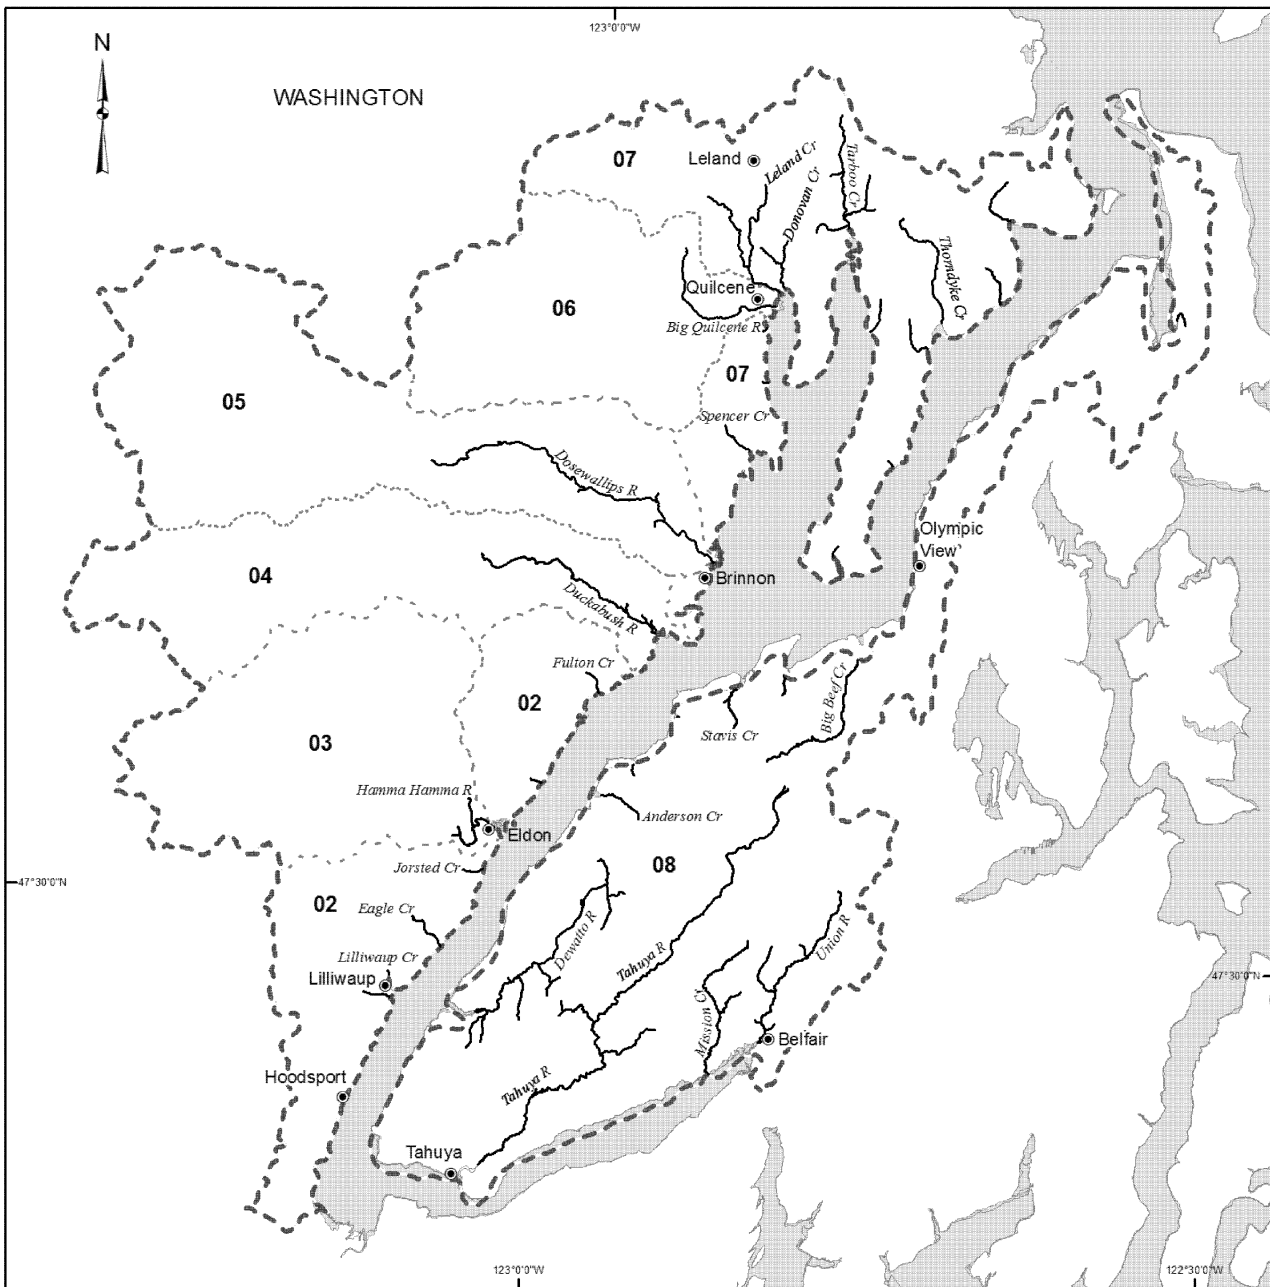 123°0'0"W
N
WASHINGTON
07
Leland
Leland Cr
Donovan Cr
Tarboo Cr
Thorndyke Cr
06
Quilcene
Big Quilcene R
07
05
Spencer Cr
Dosewallips R
Olympic
View
04
Brinnon
Duckabush R
Fulton Cr
02
Stavis Cr
Big Beef Cr
03
Hamma Hamma R
Eldon
Anderson Cr
08
Jorsted Cr
47°30'0"N
02
Eagle Cr
Dewatto R
Union R
Lilliwaup Cr
Lilliwaup
Tahuya R
47°30'0"N
Mission Cr
Belfair
Hoodsport
Tahuya R
Tahuya
123°0'0"W
122°30'0"W